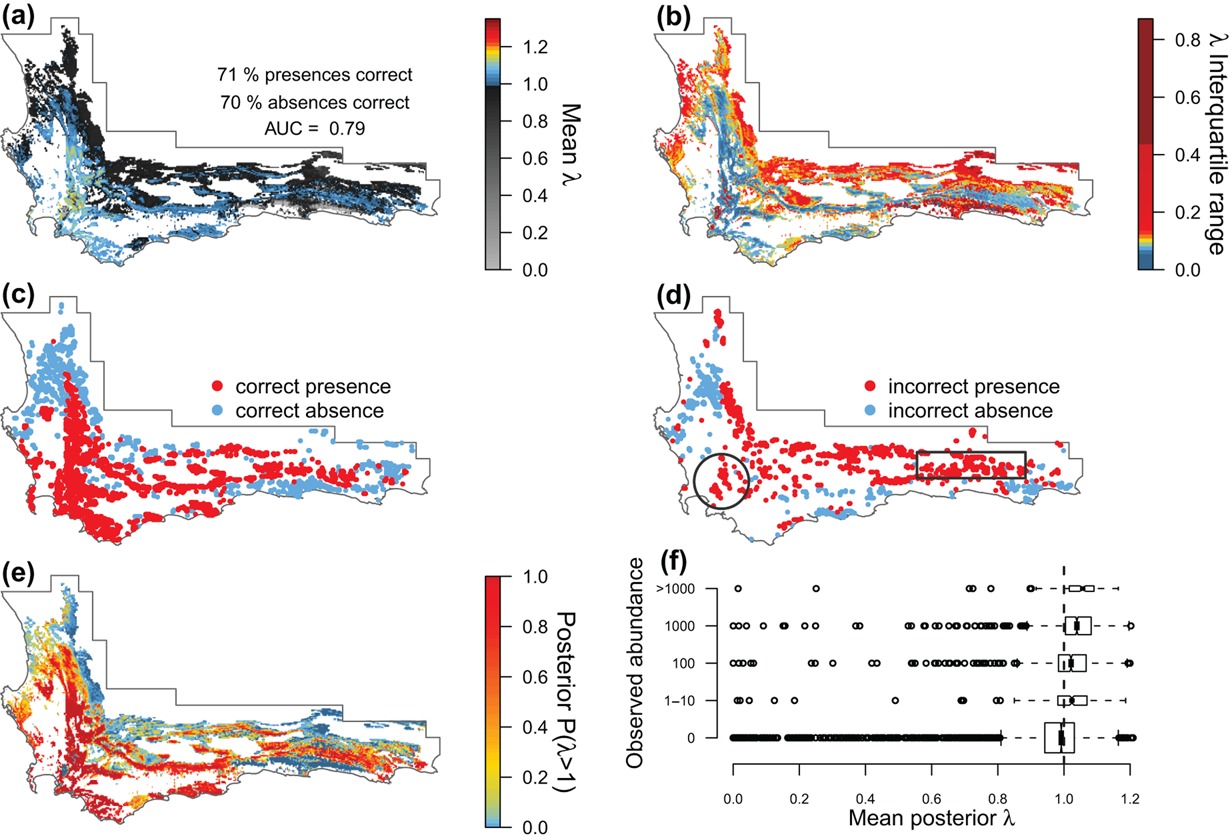 (a)
71 % presences correct
70 % absences correct
AUC = 0.79
1.2
1.0
0.8
0.6
0.4
0.2
0.0
Mean λ
(b)
0.8
0.6
0.4
0.2
0.0
λ Interquartile range
(c)
correct presence
correct absence
(d)
incorrect presence
incorrect absence
(e)
1.0
0.8
0.6
0.4
0.2
0.0
Posterior P(λ>1)
(f)
Observed abundance
>1000
1000
100
1–10
0
0.0 0.2 0.4 0.6 0.8 1.0 1.2
Mean posterior λ